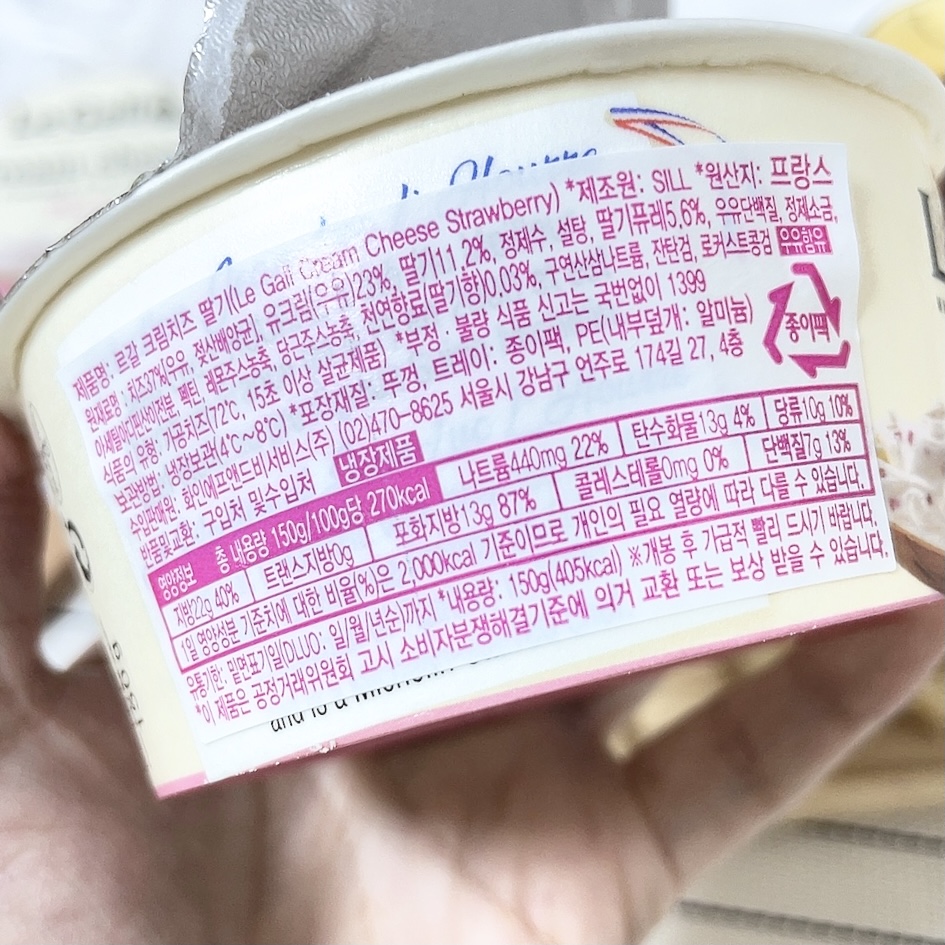 제품명: 르갈 크림치즈 딸기(Le Gall Cream Cheese Strawberry) *제조원: SILL *원산지: 프랑스
원재료명: 치즈37%[우유, 젖산배양균], 유크림(우유)23%, 딸기11.2%, 정제수, 설탕, 딸기퓨레5.6%, 우유단백질, 정제소금,
아세틸아디핀산이전분, 펙틴, 레몬주스농축, 당근주스농축, 천연향료(딸기향)0.03%, 구연산삼나트륨, 잔탄검, 로커스트콩검 우유함유
식품의 유형: 가공치즈(72℃, 15초 이상 살균제품) *부정·불량 식품 신고는 국번없이 1399
보관방법: 냉장보관(4℃~8℃) *포장재질: 뚜껑, 트레이: 종이팩, PE(내부덮개: 알미늄)
수입판매원: 화인에프앤드비서비스(주) (02)470-8625 서울시 강남구 언주로 174길 27, 4층
반품및교환: 구입처 및수입처 냉장제품
종이팩
영양정보 총 내용량 150g/100g당 270kcal 나트륨440mg 22% 탄수화물13g 4% 당류10g 10%
지방22g 40% 트랜스지방0g 포화지방13g 87% 콜레스테롤0mg 0% 단백질7g 13%
1일 영양성분 기준치에 대한 비율(%)은 2,000kcal 기준이므로 개인의 필요 열량에 따라 다를 수 있습니다.
유통기한: 밑면표기일(DLUO: 일/월/년순)까지 *내용량: 150g(405kcal) ※개봉 후 가급적 빨리 드시기 바랍니다.
*이 제품은 공정거래위원회 고시 소비자분쟁해결기준에 의거 교환 또는 보상 받을 수 있습니다.
and is a